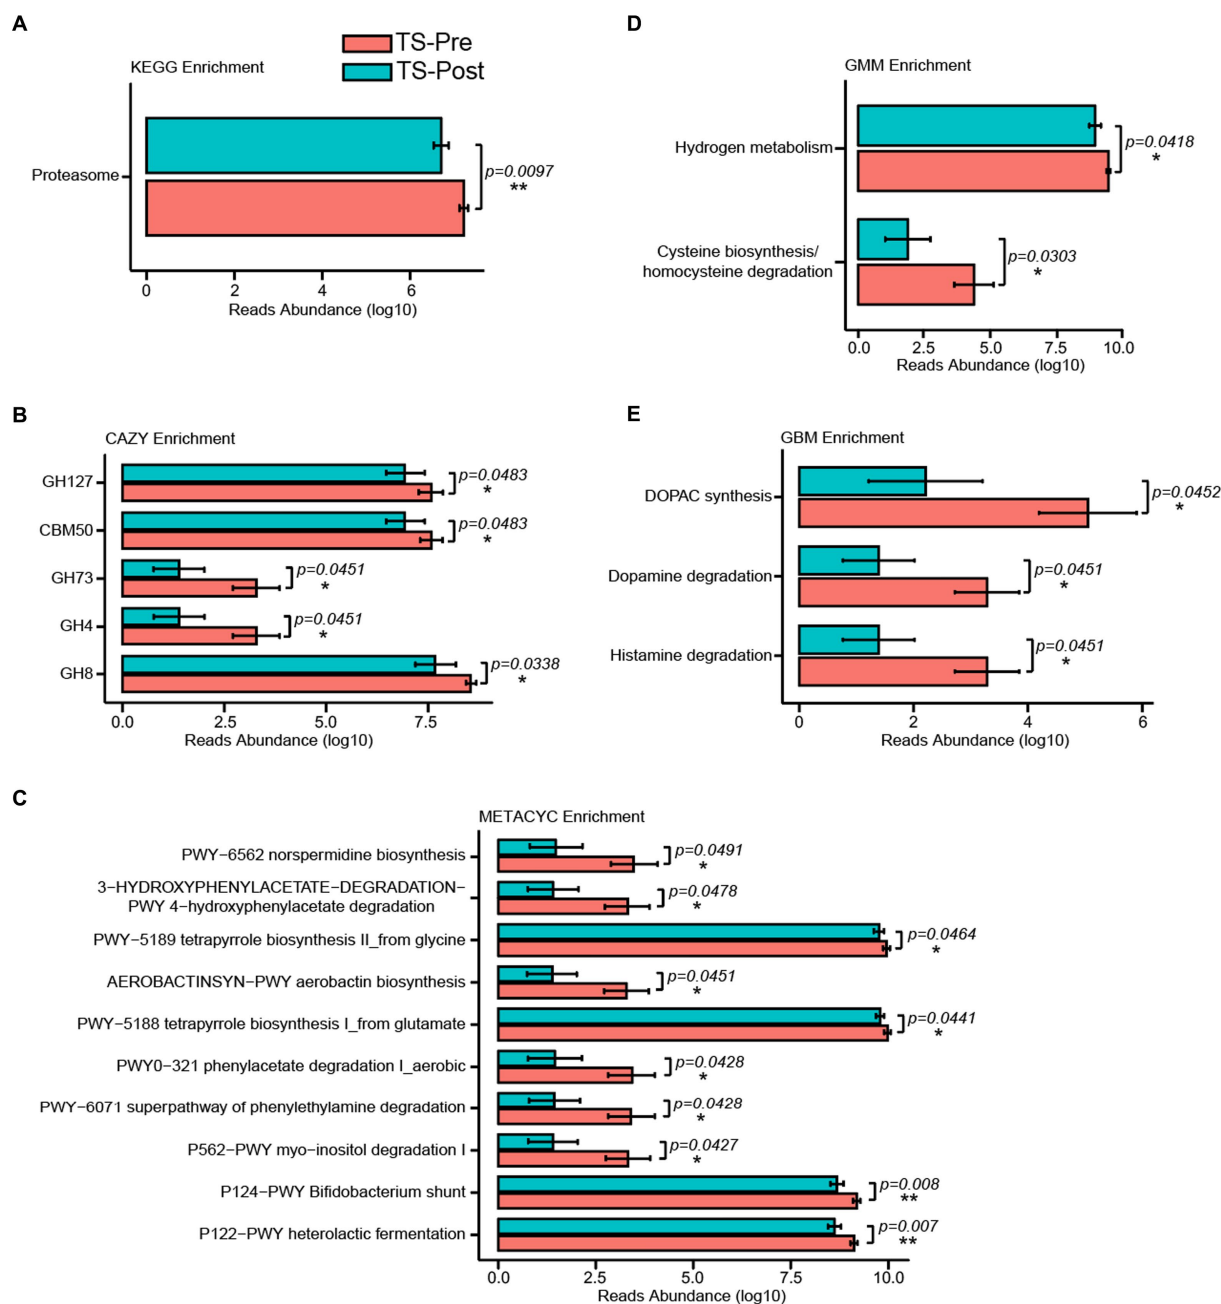 A
TS-Pre
TS-Post
KEGG Enrichment
Proteasome
p=0.0097
**
0 2 4 6
Reads Abundance (log10)
D
GMM Enrichment
Hydrogen metabolism
p=0.0418
*
Cysteine biosynthesis/
homocysteine degradation
p=0.0303
*
0.0 2.5 5.0 7.5 10.0
Reads Abundance (log10)
B
CAZY Enrichment
GH127
p=0.0483
*
CBM50
p=0.0483
*
GH73
p=0.0451
*
GH4
p=0.0451
*
GH8
p=0.0338
*
0.0 2.5 5.0 7.5
Reads Abundance (log10)
E
GBM Enrichment
DOPAC synthesis
p=0.0452
*
Dopamine degradation
p=0.0451
*
Histamine degradation
p=0.0451
*
0 2 4 6
Reads Abundance (log10)
C
METACYC Enrichment
PWY−6562 norspermidine biosynthesis
p=0.0491
*
3−HYDROXYPHENYLACETATE−DEGRADATION−
PWY 4−hydroxyphenylacetate degradation
p=0.0478
*
PWY−5189 tetrapyrrole biosynthesis II_from glycine
p=0.0464
*
AEROBACTINSYN−PWY aerobactin biosynthesis
p=0.0451
*
PWY−5188 tetrapyrrole biosynthesis I_from glutamate
p=0.0441
*
PWY0−321 phenylacetate degradation I_aerobic
p=0.0428
*
PWY−6071 superpathway of phenylethylamine degradation
p=0.0428
*
P562−PWY myo−inositol degradation I
p=0.0427
*
P124−PWY Bifidobacterium shunt
p=0.008
**
P122−PWY heterolactic fermentation
p=0.007
**
0.0 2.5 5.0 7.5 10.0
Reads Abundance (log10)